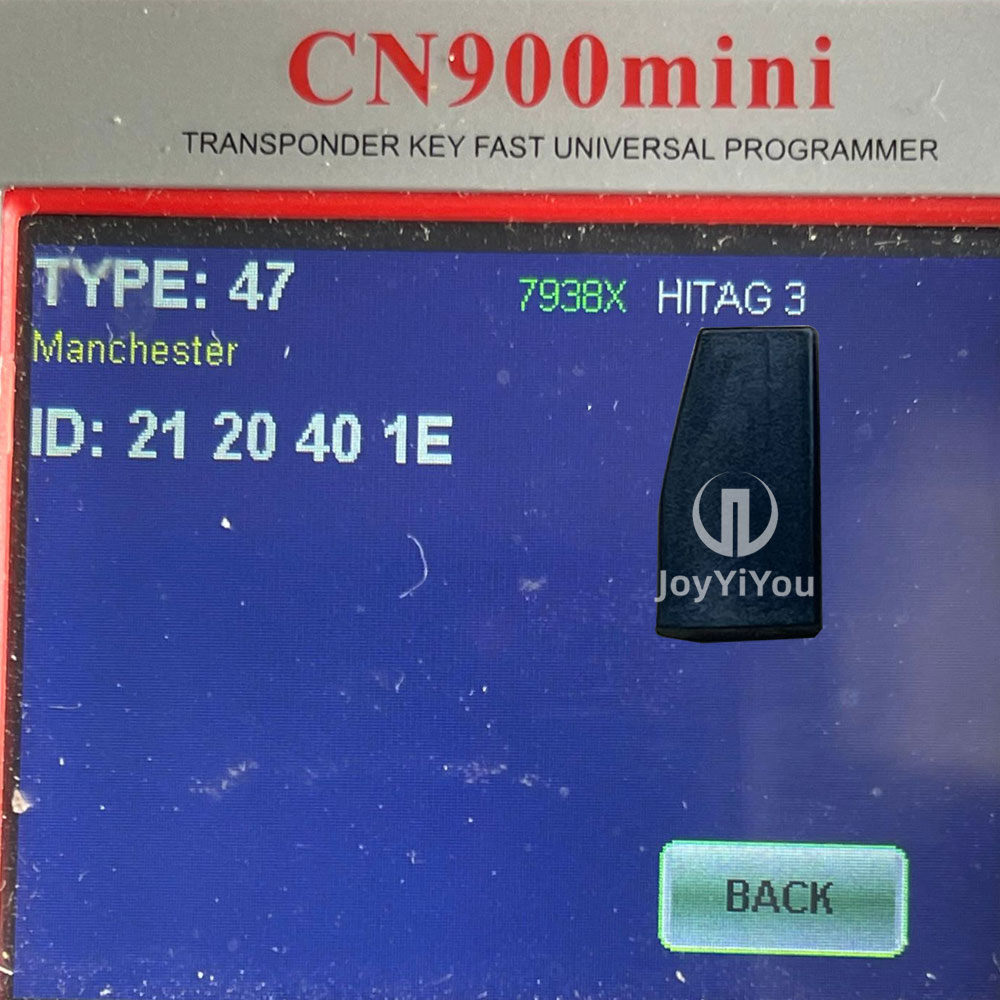 CN900mini
TRANSPONDER KEY FAST UNIVERSAL PROGRAMMER
TYPE: 47
7938X HITAG 3
Manchester
ID: 21 20 40 1E
JoyYiYou
BACK